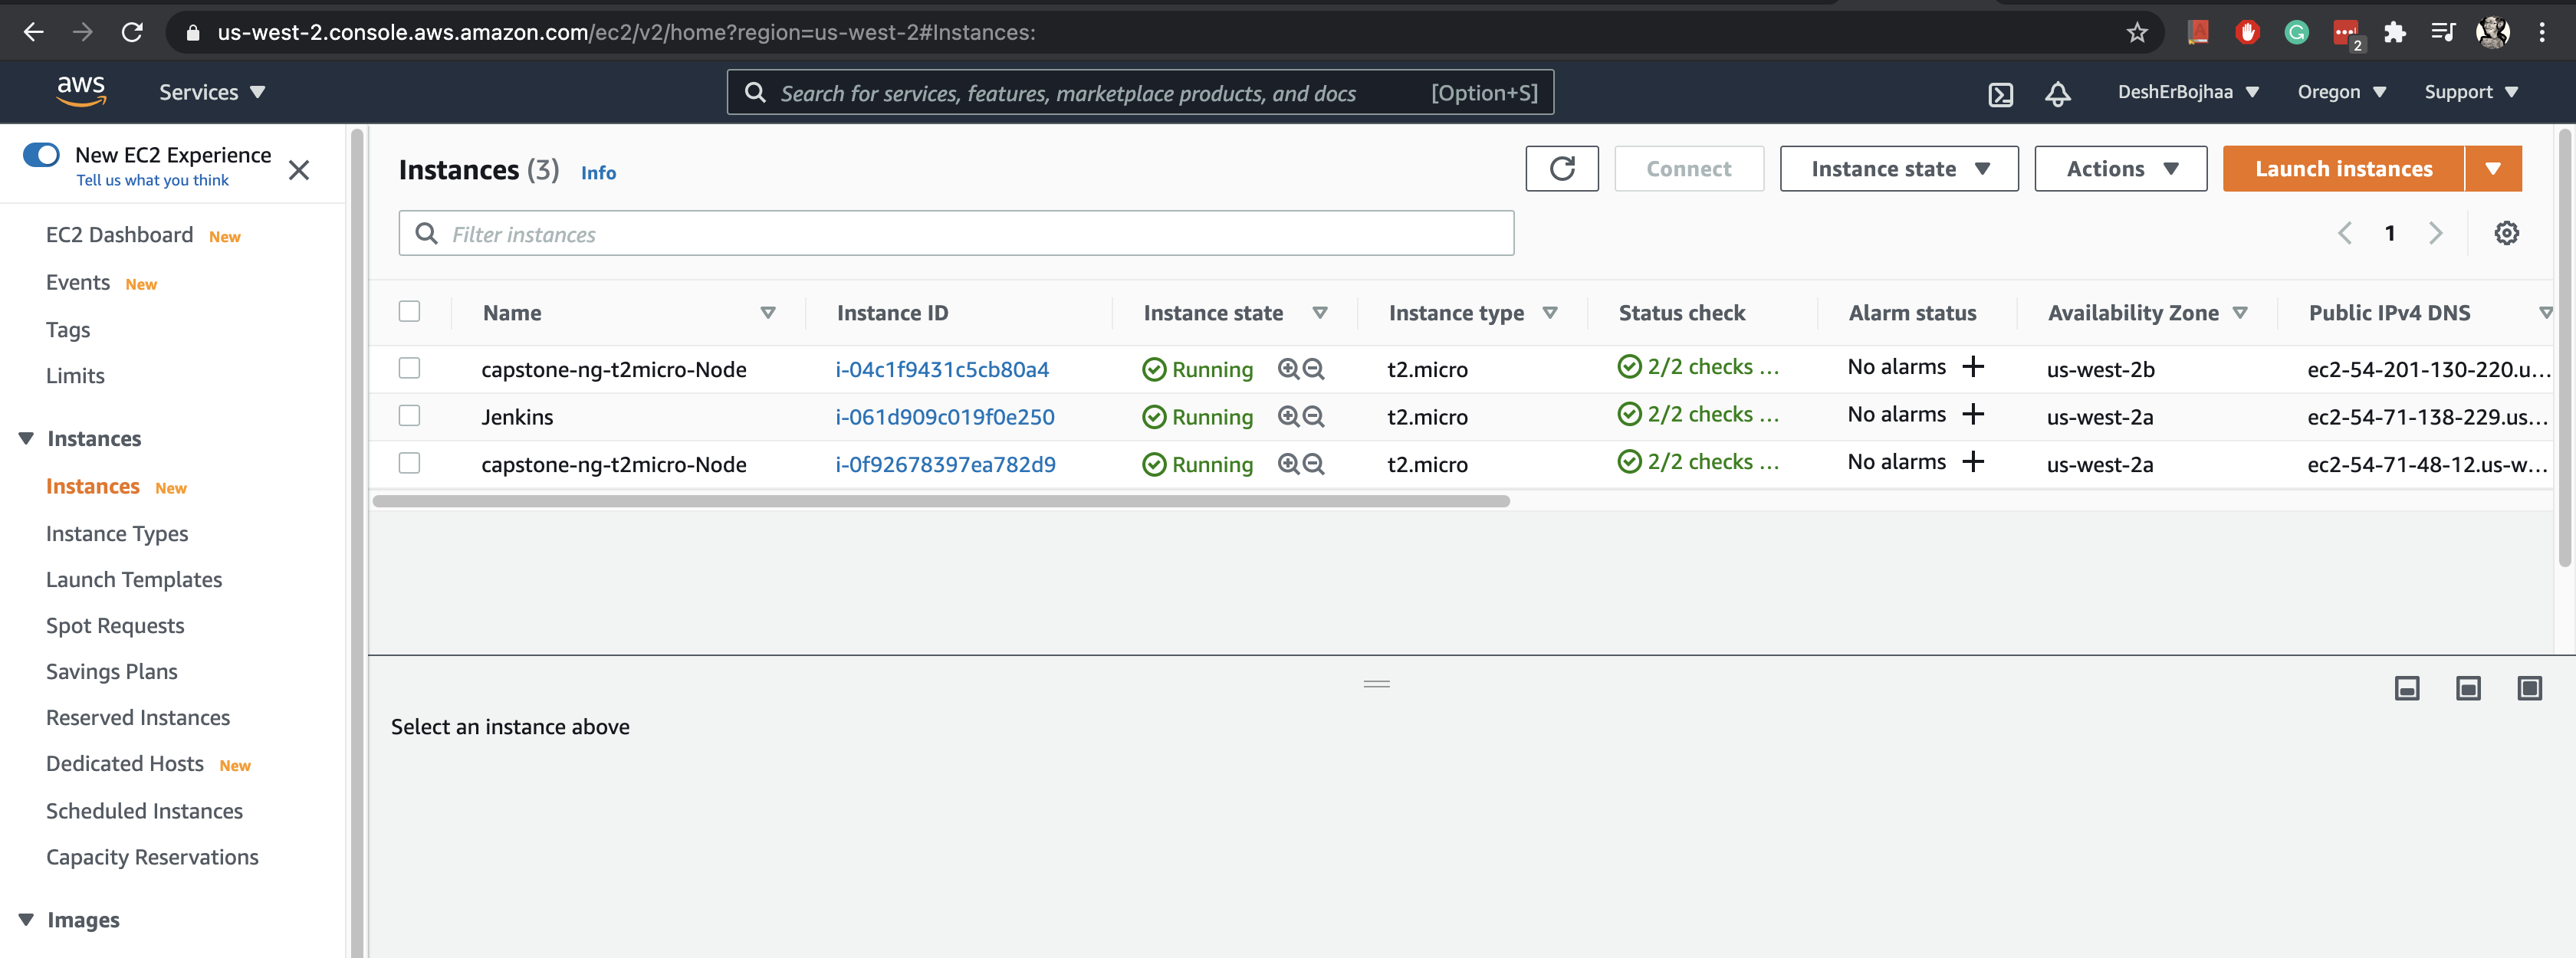 us-west-2.console.aws.amazon.com/ec2/v2/home?region=us-west-2#Instances:
2
aws Services Search for services, features, marketplace products, and docs [Option+S] DeshErBojhaa Oregon Support
New EC2 Experience
Tell us what you think
EC2 Dashboard New
Events New
Tags
Limits
Instances
Instances New
Instance Types
Launch Templates
Spot Requests
Savings Plans
Reserved Instances
Dedicated Hosts New
Scheduled Instances
Capacity Reservations
Images
Instances (3) Info Connect Instance state Actions Launch instances
Filter instances 1
Name Instance ID Instance state Instance type Status check Alarm status Availability Zone Public IPv4 DNS
capstone-ng-t2micro-Node i-04c1f9431c5cb80a4 Running t2.micro 2/2 checks ... No alarms + us-west-2b ec2-54-201-130-220.u...
Jenkins i-061d909c019f0e250 Running t2.micro 2/2 checks ... No alarms + us-west-2a ec2-54-71-138-229.us...
capstone-ng-t2micro-Node i-0f92678397ea782d9 Running t2.micro 2/2 checks ... No alarms + us-west-2a ec2-54-71-48-12.us-w...
Select an instance above